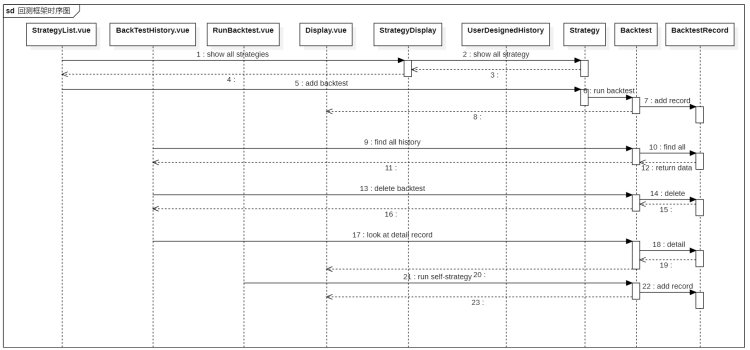 sd 回测框架时序图
StrategyList.vue BackTestHistory.vue RunBacktest.vue Display.vue StrategyDisplay UserDesignedHistory Strategy Backtest BacktestRecord
1 : show all strategies
2 : show all strategy
3 :
4 :
5 : add backtest
6 : run backtest
7 : add record
8 :
9 : find all history
10 : find all
11 :
12 : return data
13 : delete backtest
14 : delete
15 :
16 :
17 : look at detail record
18 : detail
19 :
20 :
21 : run self-strategy
22 : add record
23 :